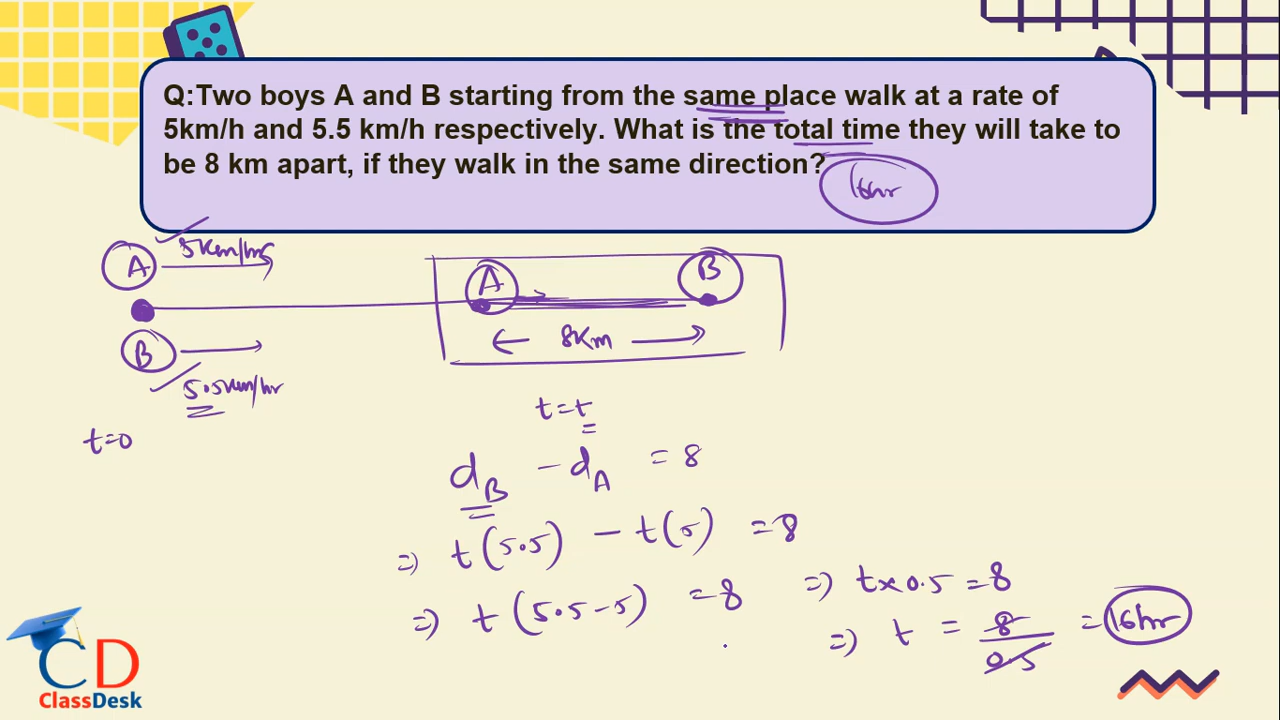 Q:Two boys A and B starting from the same place walk at a rate of
5km/h and 5.5 km/h respectively. What is the total time they will take to
be 8 km apart, if they walk in the same direction?
16hr
A 5km/hr
A B
8km
B
5.5km/hr
t=0
t=t
d_B - d_A = 8
=) t(5.5) - t(5) = 8
=) t(5.5-5) = 8
=) t×0.5=8
=) t = 8/0.5 = 16hr
CD
ClassDesk